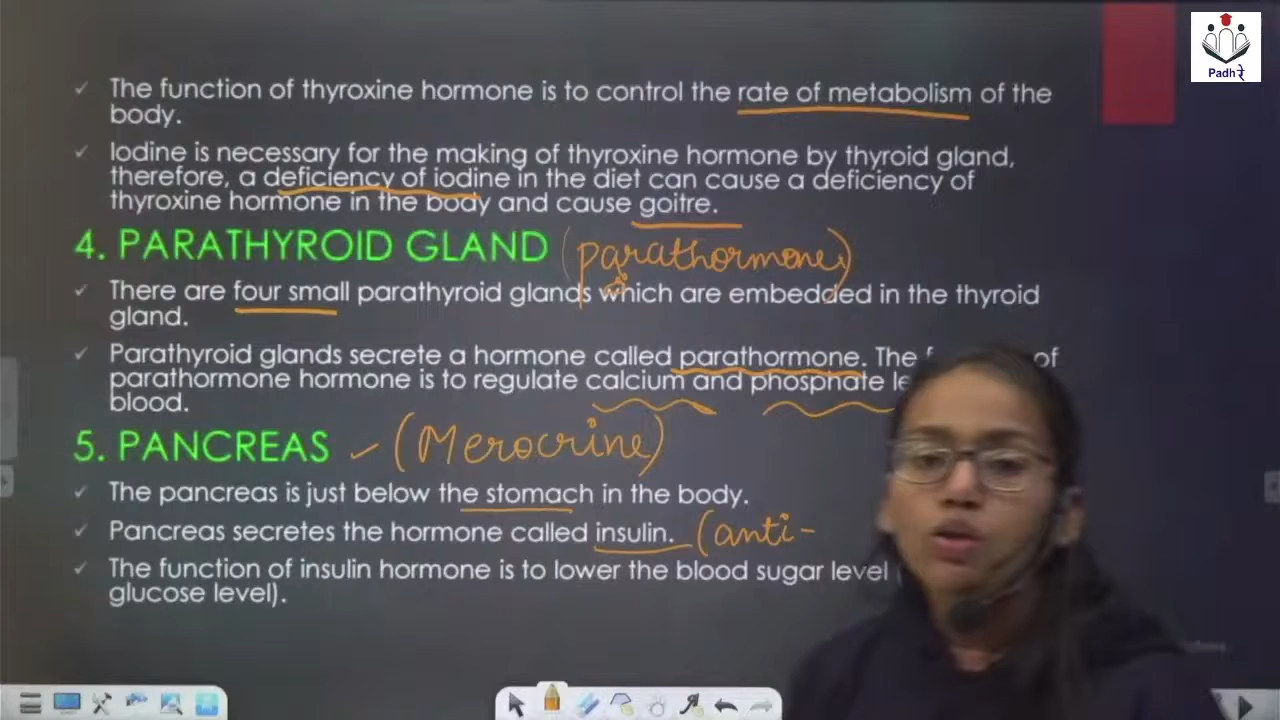 Padhरे
The function of thyroxine hormone is to control the rate of metabolism of the
body.
Iodine is necessary for the making of thyroxine hormone by thyroid gland,
therefore, a deficiency of iodine in the diet can cause a deficiency of
thyroxine hormone in the body and cause goitre.
4. PARATHYROID GLAND (parathormone)
There are four small parathyroid glands which are embedded in the thyroid
gland.
Parathyroid glands secrete a hormone called parathormone. The of
parathormone hormone is to regulate calcium and phosphate
blood.
5. PANCREAS (Merocrine)
The pancreas is just below the stomach in the body.
Pancreas secretes the hormone called insulin. (anti-
The function of insulin hormone is to lower the blood sugar level
glucose level).